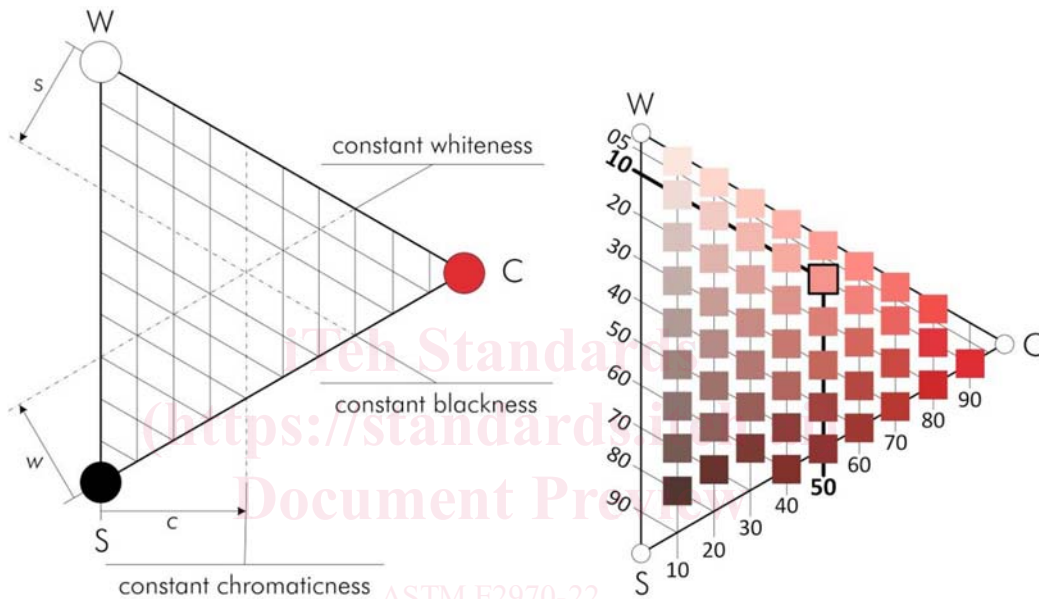 W
s
constant whiteness
C
constant blackness
w
S
c
constant chromaticness
W
05
10
20
30
40
50
60
70
80
90
C
90
80
70
60
50
40
30
20
10
S
iTeh Standards
(https://standards.iteh.ai)
Document Preview
ASTM E2970-22